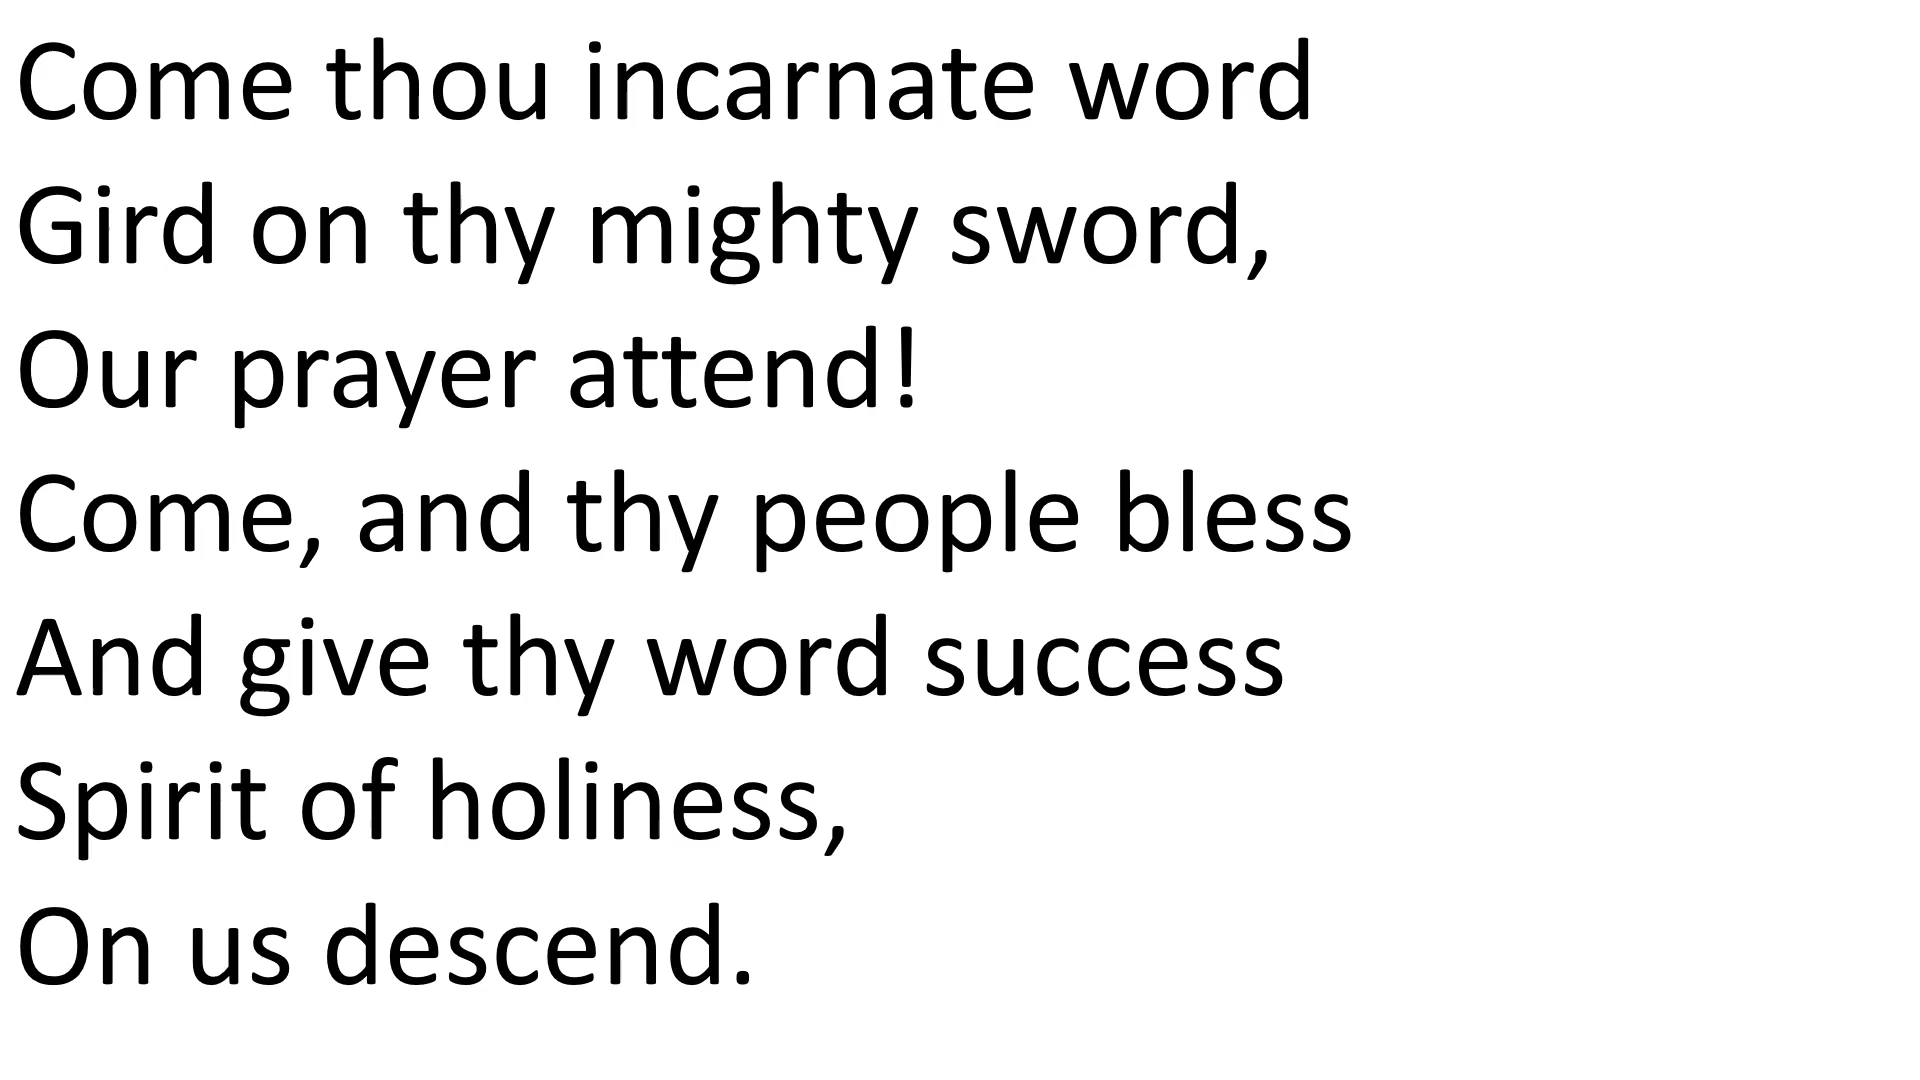 Come thou incarnate word
Gird on thy mighty sword,
Our prayer attend!
Come, and thy people bless
And give thy word success
Spirit of holiness,
On us descend.